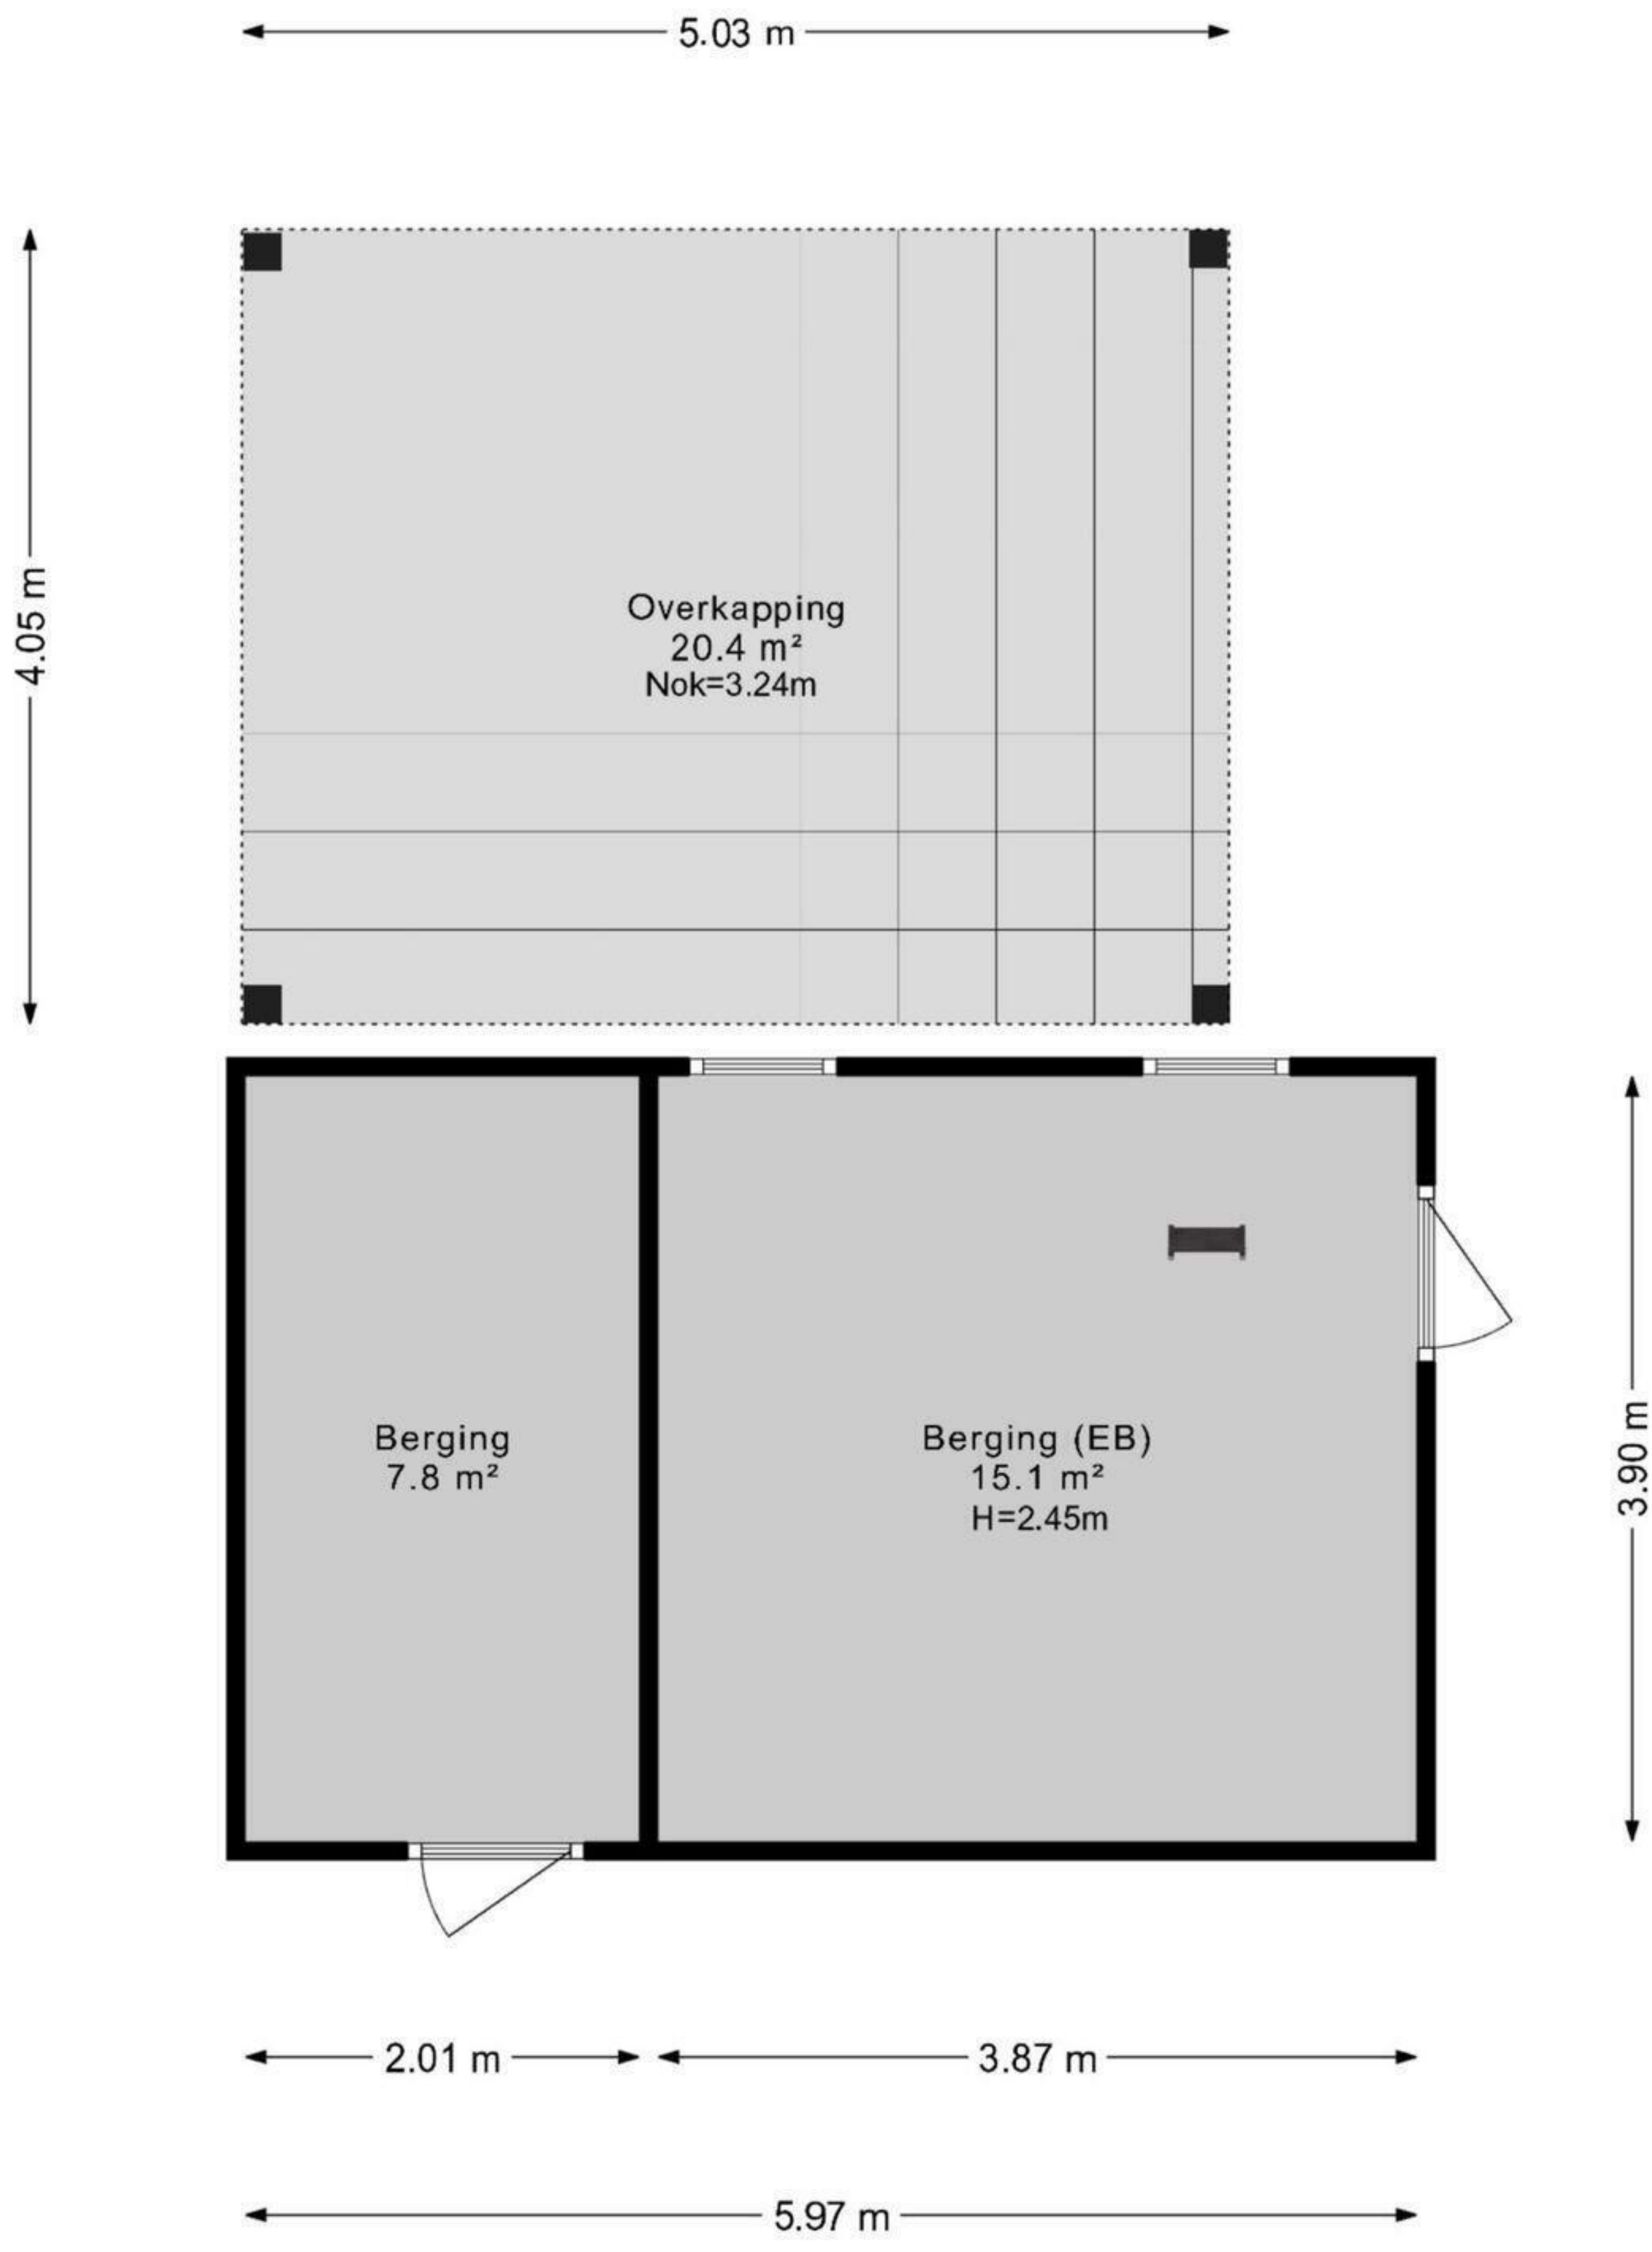 5.03 m
4.05 m
Overkapping
20.4 m²
Nok=3.24m
Berging
7.8 m²
Berging (EB)
15.1 m²
H=2.45m
3.90 m
2.01 m
3.87 m
5.97 m